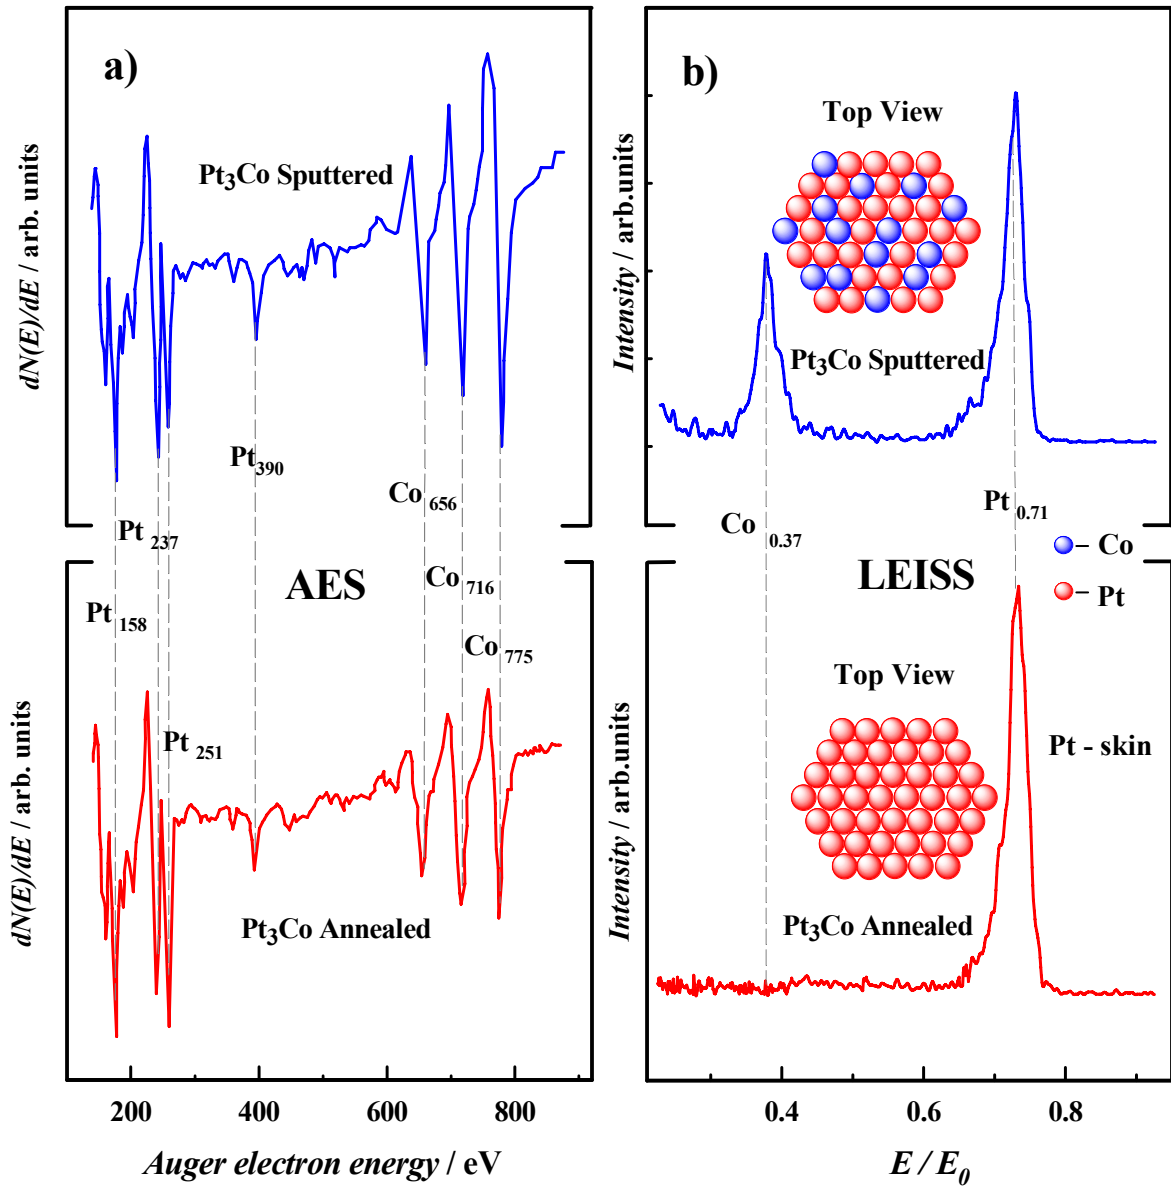 a)
dN(E)/dE / arb. units
Pt3Co Sputtered
Pt390
Co 656
Pt 237
AES
Co 716
Pt 158
Co 775
Pt 251
dN(E)/dE / arb. units
Pt3Co Annealed
200 400 600 800
Auger electron energy / eV
b)
Intensity / arb.units
Top View
Pt3Co Sputtered
Pt 0.71
Co 0.37
– Co
LEISS
– Pt
Top View
Pt - skin
Intensity / arb.units
Pt3Co Annealed
0.4 0.6 0.8
E / E0